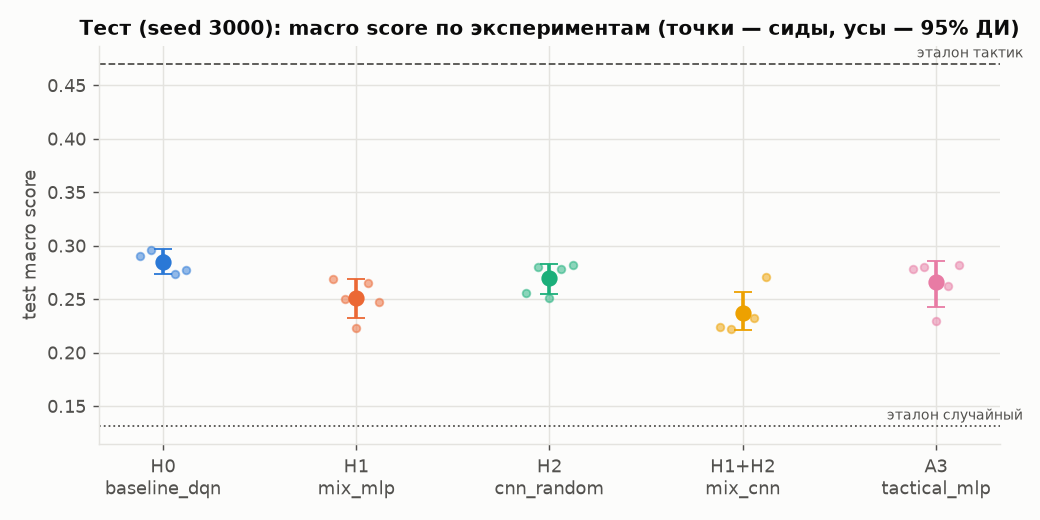 Тест (seed 3000): macro score по экспериментам (точки — сиды, усы — 95% ДИ)
эталон тактик
test macro score
0.45
0.40
0.35
0.30
0.25
0.20
0.15
эталон случайный
H0
baseline_dqn
H1
mix_mlp
H2
cnn_random
H1+H2
mix_cnn
A3
tactical_mlp